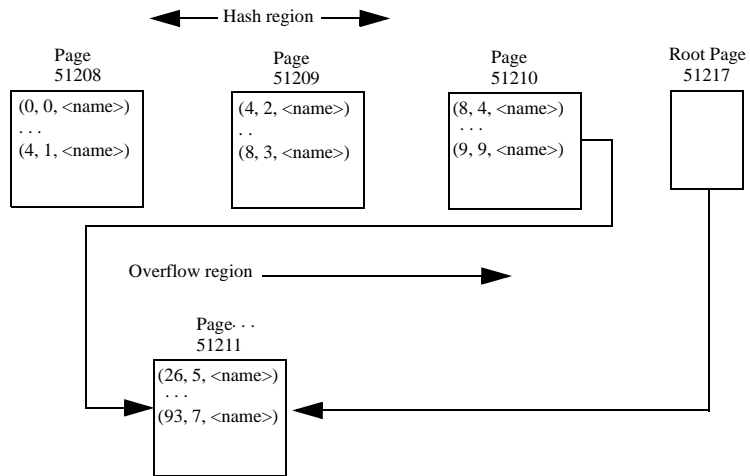 Hash region
Page
51208
(0, 0, <name>)
. . .
(4, 1, <name>)
Page
51209
(4, 2, <name>)
. .
(8, 3, <name>)
Page
51210
(8, 4, <name>)
. . .
(9, 9, <name>)
Root Page
51217
Overflow region
Page. . .
51211
(26, 5, <name>)
. . .
(93, 7, <name>)